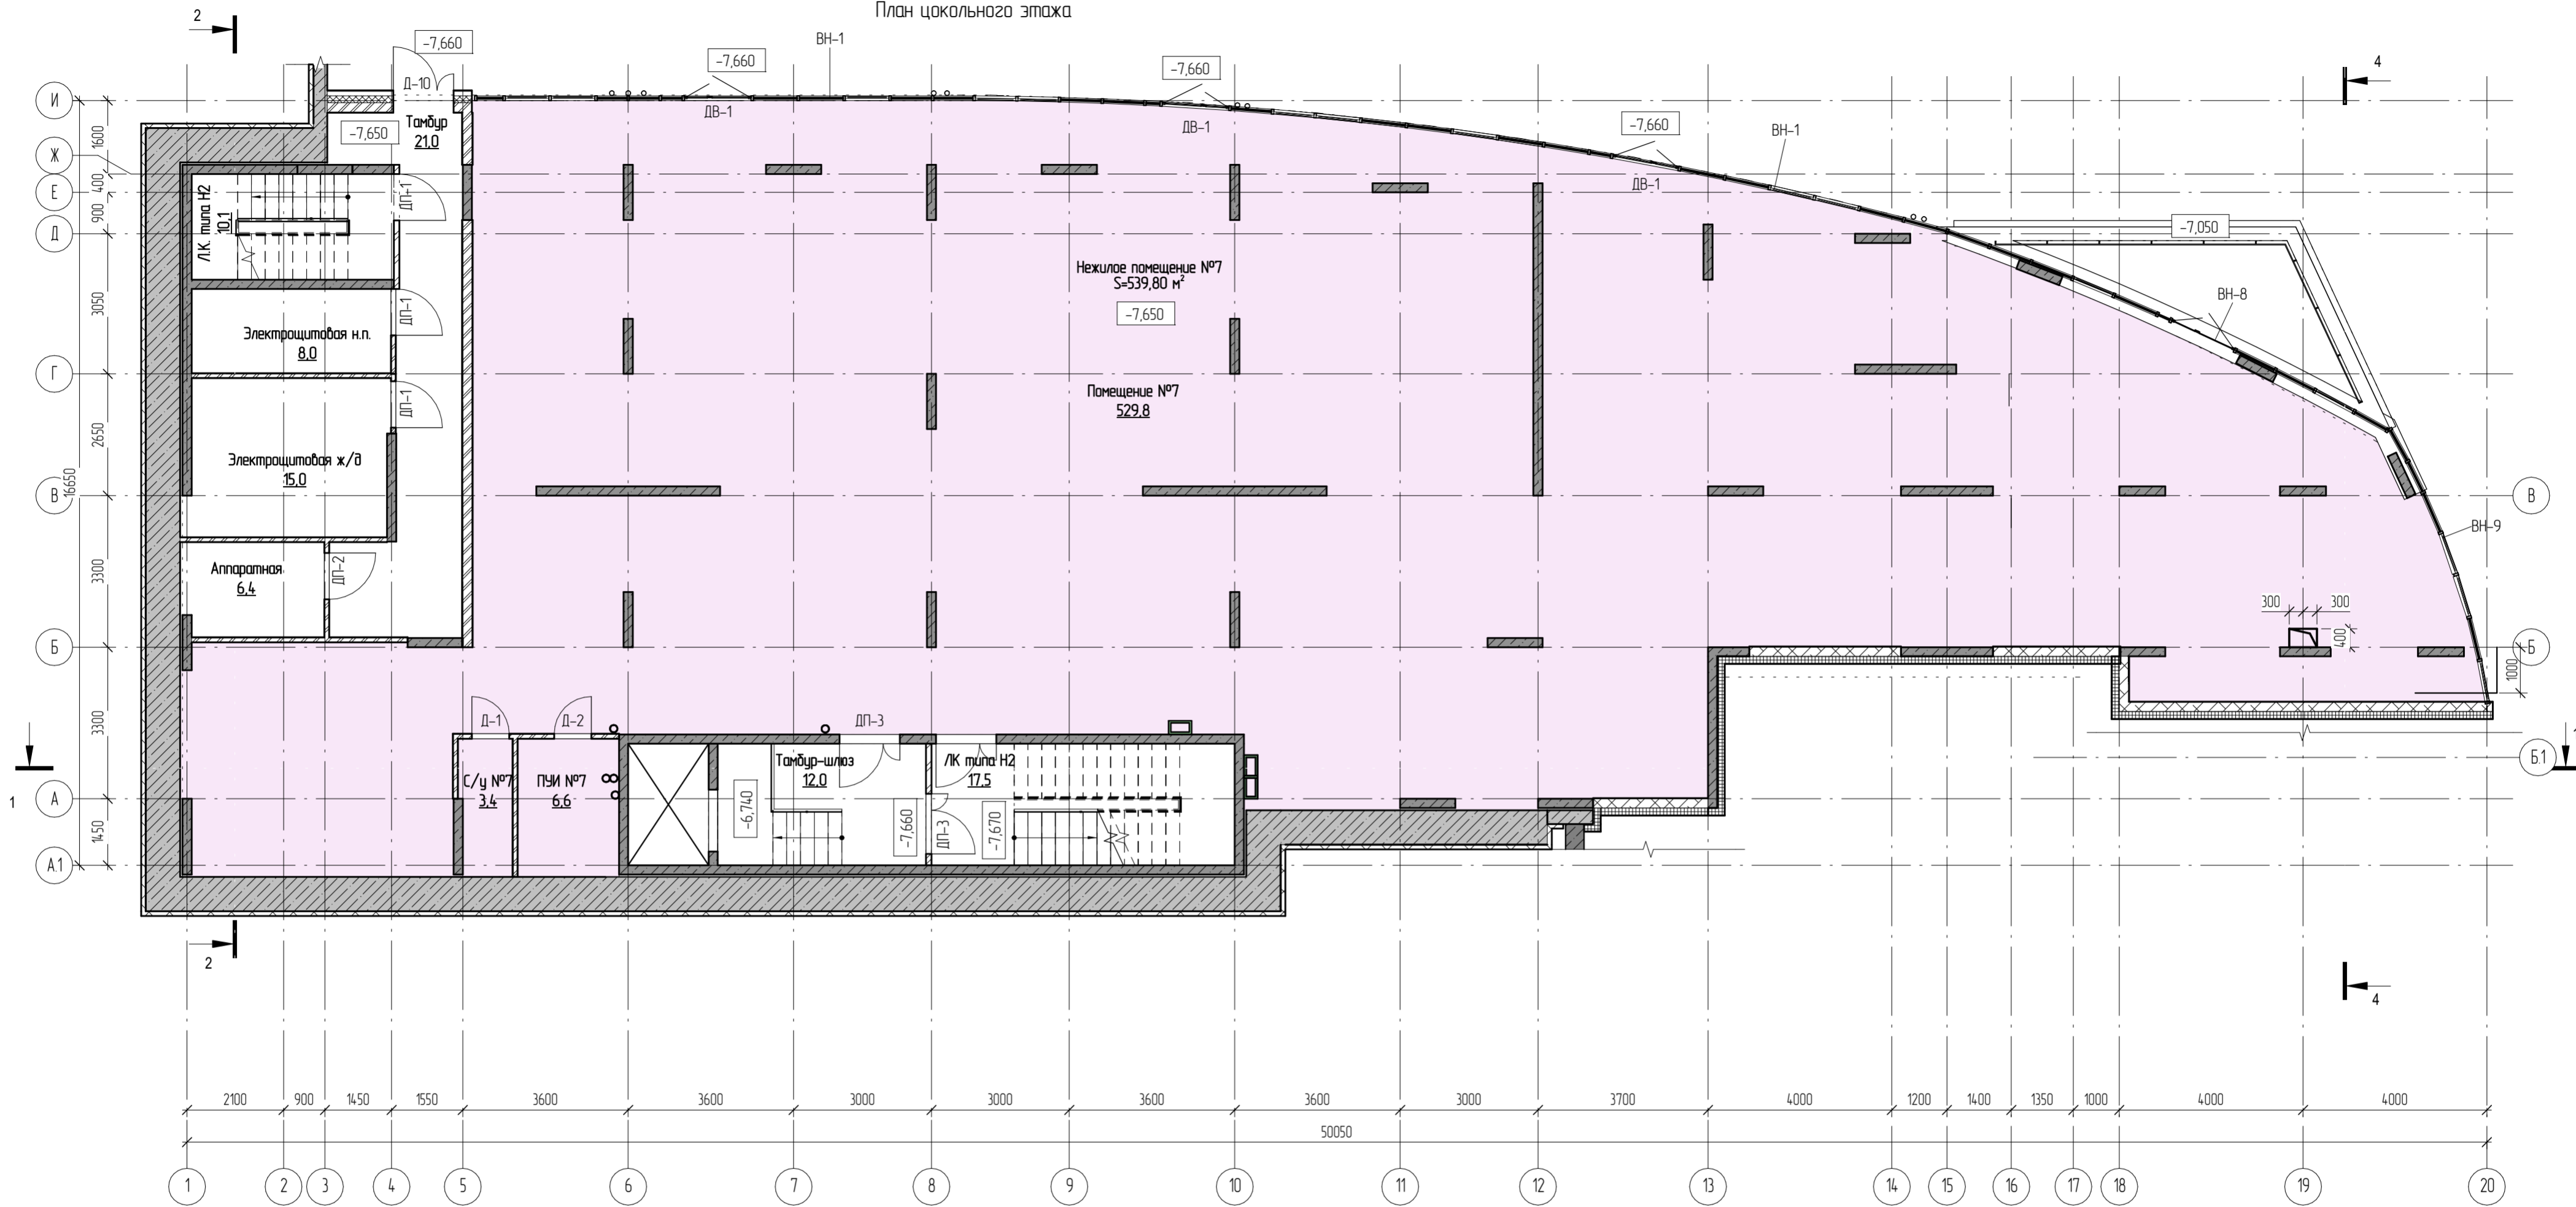 План цокольного этажа
2
4
-7,660
-7,660
ВН-1
-7,660
Д-10
И
ДВ-1
ДВ-1
-7,660
ВН-1
1600
-7,650
Тамбур
21,0
Ж
400
Е
ДП-1
ДВ-1
900
Л.К. типа Н2
10,1
Д
-7,050
Нежилое помещение №7
S=539,80 м²
-7,650
3050
ДП-1
ВН-8
Электрощитовая н.п.
8,0
Г
ДП-1
Помещение №7
529,8
2650
Электрощитовая ж/д
15,0
16650
В
В
ВН-9
3300
Аппаратная
6,4
ДП-2
300
300
400
Б
Б
1000
3300
Д-1
Д-2
ДП-3
1
Б.1
С/у №7
3,4
ПУИ №7
6,6
Тамбур-шлюз
12,0
ЛК типа Н2
17,5
-6,740
-7,660
ДП-3
-7,670
1
А
1450
А.1
2
4
2100
900
1450
1550
3600
3600
3000
3000
3600
3600
3000
3700
4000
1200
1400
1350
1000
4000
4000
50050
1
2
3
4
5
6
7
8
9
10
11
12
13
14
15
16
17
18
19
20